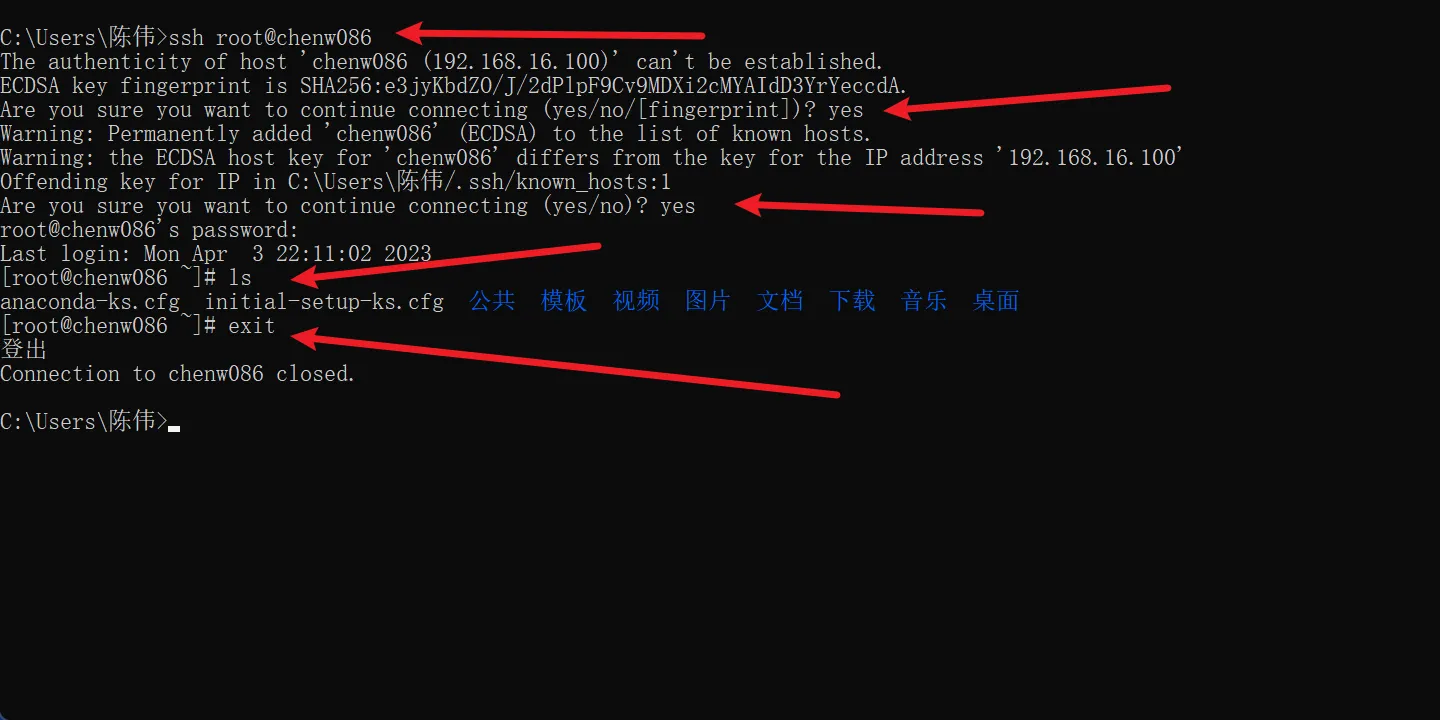 C:\Users\陈伟>ssh root@chenw086
The authenticity of host 'chenw086 (192.168.16.100)' can't be established.
ECDSA key fingerprint is SHA256:e3jyKbdZO/J/2dPlpF9Cv9MDXi2cMYAIdD3YrYeccdA.
Are you sure you want to continue connecting (yes/no/[fingerprint])? yes
Warning: Permanently added 'chenw086' (ECDSA) to the list of known hosts.
Warning: the ECDSA host key for 'chenw086' differs from the key for the IP address '192.168.16.100'
Offending key for IP in C:\Users\陈伟/.ssh/known_hosts:1
Are you sure you want to continue connecting (yes/no)? yes
root@chenw086's password:
Last login: Mon Apr  3 22:11:02 2023
[root@chenw086 ~]# ls
anaconda-ks.cfg  initial-setup-ks.cfg  公共  模板  视频  图片  文档  下载  音乐  桌面
[root@chenw086 ~]# exit
登出
Connection to chenw086 closed.
C:\Users\陈伟>